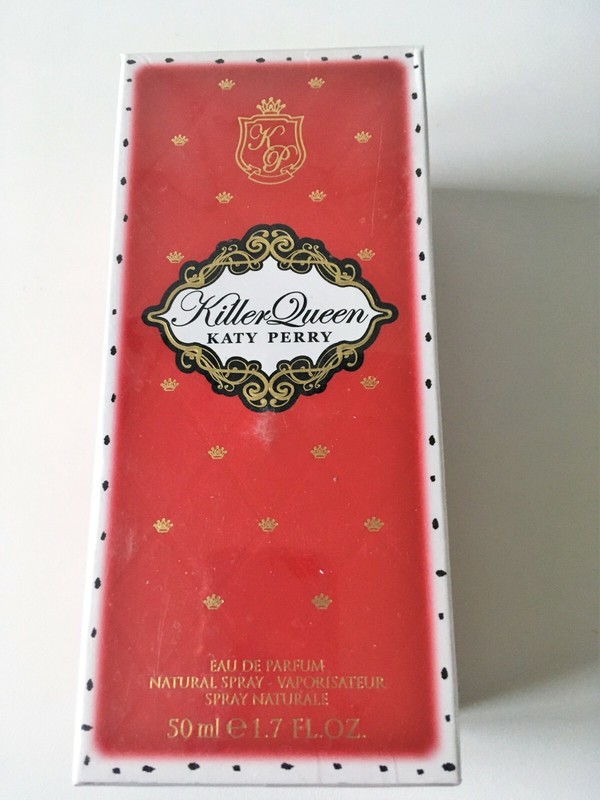 KP
Killer Queen
KATY PERRY
EAU DE PARFUM
NATURAL SPRAY - VAPORISATEUR
SPRAY NATURALE
50 ml ℮ 1.7 FL.OZ.